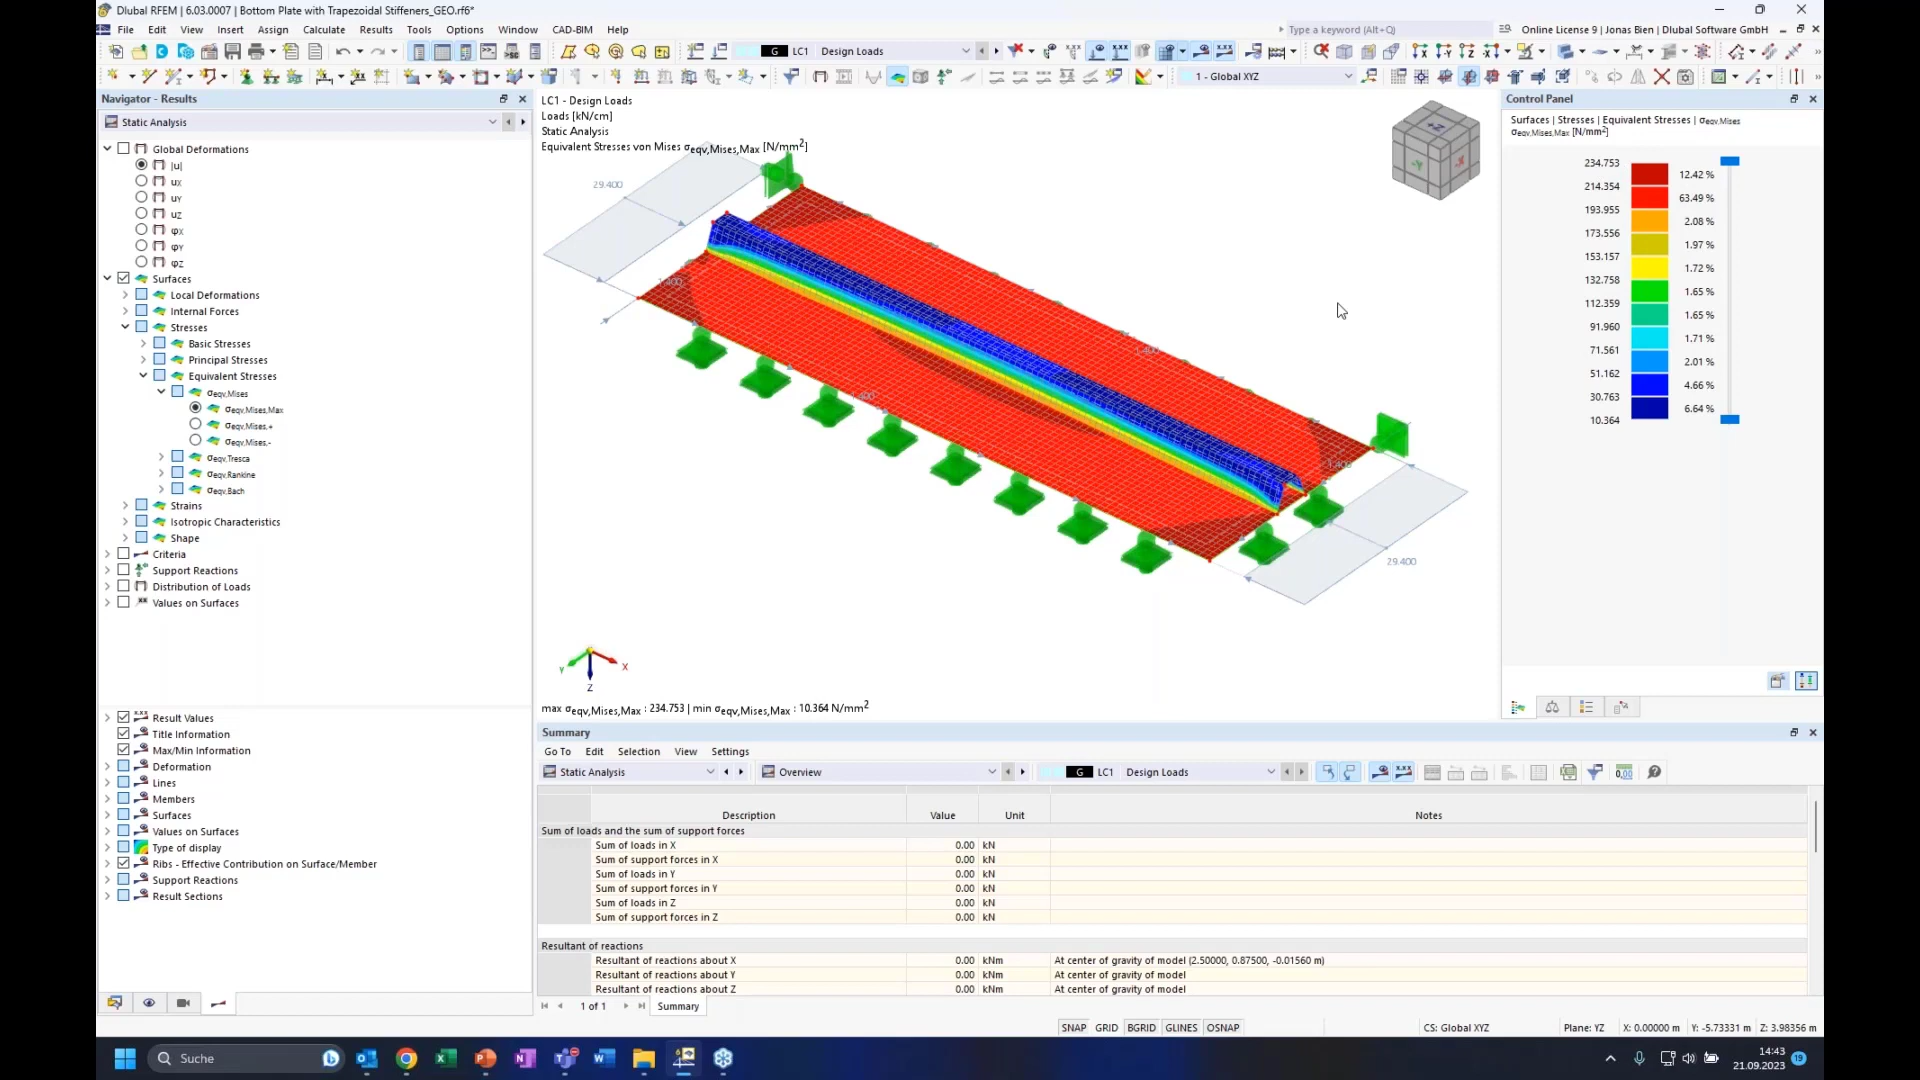 Dlubal RFEM | 6.03.0007 | Bottom Plate with Trapezoidal Stiffeners_GEO.rf6*
File Edit View Insert Assign Calculate Results Tools Options Window CAD-BIM Help
Type a keyword (Alt+Q)
Online License 9 | Jonas Bien | Dlubal Software GmbH
G LC1 Design Loads
1 - Global XYZ
Navigator - Results
Static Analysis
Global Deformations
|u|
uX
uY
uZ
φX
φY
φZ
Surfaces
Local Deformations
Internal Forces
Stresses
Basic Stresses
Principal Stresses
Equivalent Stresses
σeqv,Mises
σeqv,Mises,Max
σeqv,Mises,+
σeqv,Mises,-
σeqv,Tresca
σeqv,Rankine
σeqv,Bach
Strains
Isotropic Characteristics
Shape
Criteria
Support Reactions
Distribution of Loads
Values on Surfaces
Result Values
Title Information
Max/Min Information
Deformation
Lines
Members
Surfaces
Values on Surfaces
Type of display
Ribs - Effective Contribution on Surface/Member
Support Reactions
Result Sections
LC1 - Design Loads
Loads [kN/cm]
Static Analysis
Equivalent Stresses von Mises σeqv,Mises,Max [N/mm2]
29.400
1.400
1.400
1.400
1.400
29.400
+Z
-Y
-X
X
Y
Z
max σeqv,Mises,Max : 234.753 | min σeqv,Mises,Max : 10.364 N/mm2
Control Panel
Surfaces | Stresses | Equivalent Stresses | σeqv,Mises
σeqv,Mises,Max [N/mm2]
234.753
12.42 %
214.354
63.49 %
193.955
2.08 %
173.556
1.97 %
153.157
1.72 %
132.758
1.65 %
112.359
1.65 %
91.960
1.71 %
71.561
2.01 %
51.162
4.66 %
30.763
6.64 %
10.364
Summary
Go To Edit Selection View Settings
Static Analysis Overview G LC1 Design Loads
Description Value Unit Notes
Sum of loads and the sum of support forces
Sum of loads in X 0.00 kN
Sum of support forces in X 0.00 kN
Sum of loads in Y 0.00 kN
Sum of support forces in Y 0.00 kN
Sum of loads in Z 0.00 kN
Sum of support forces in Z 0.00 kN
Resultant of reactions
Resultant of reactions about X 0.00 kNm At center of gravity of model (2.50000, 0.87500, -0.01560 m)
Resultant of reactions about Y 0.00 kNm At center of gravity of model
Resultant of reactions about Z 0.00 kNm At center of gravity of model
1 of 1 Summary
SNAP GRID BGRID GLINES OSNAP
CS: Global XYZ Plane: YZ X: 0.00000 m Y: -5.73331 m Z: 3.98356 m
Suche
14:43
21.09.2023
19